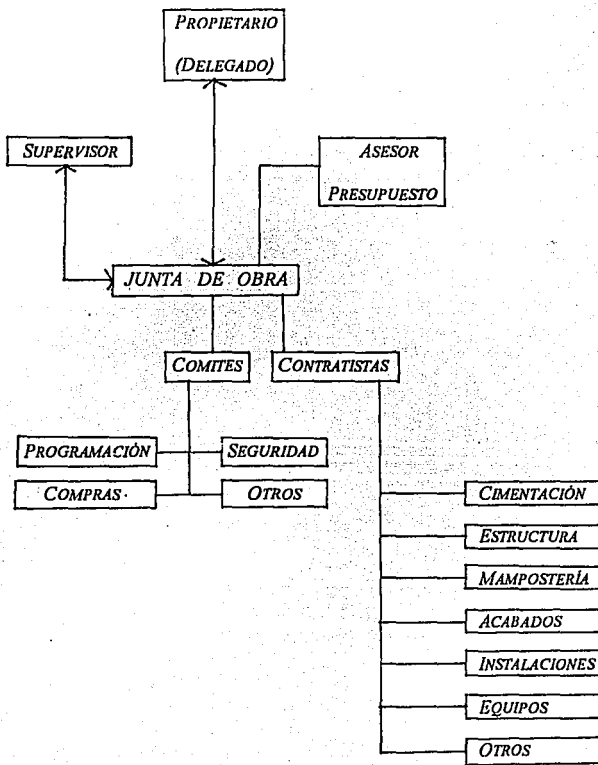 PROPIETARIO
(DELEGADO)
SUPERVISOR
ASESOR
PRESUPUESTO
JUNTA DE OBRA
COMITES
CONTRATISTAS
PROGRAMACIÓN
SEGURIDAD
COMPRAS
OTROS
CIMENTACIÓN
ESTRUCTURA
MAMPOSTERÍA
ACABADOS
INSTALACIONES
EQUIPOS
OTROS